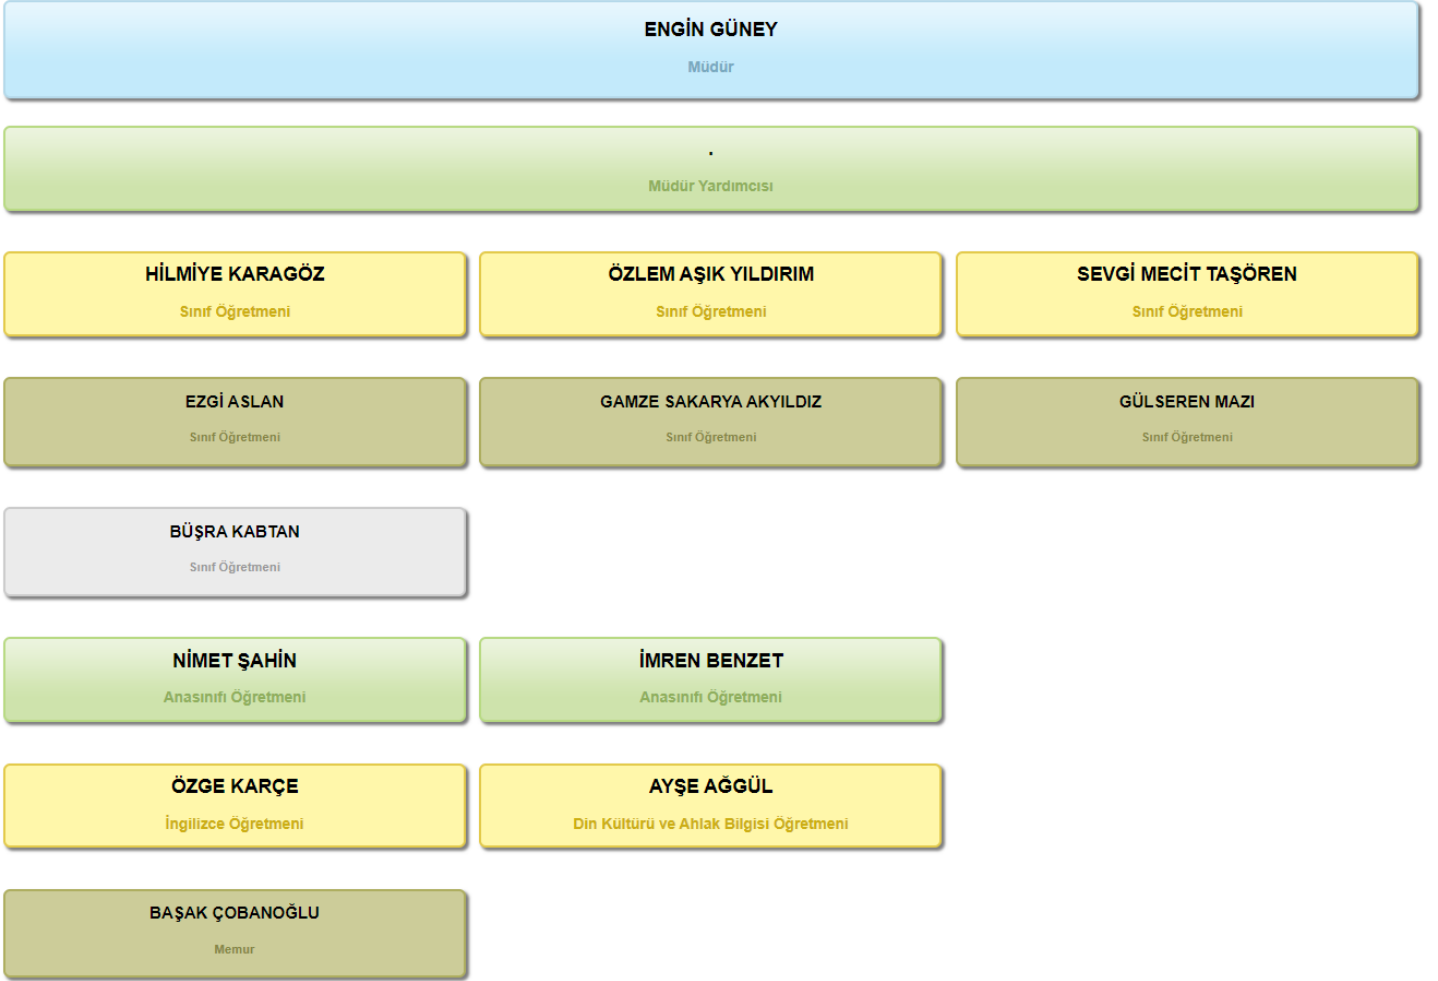 ENGİN GÜNEY
Müdür
.
Müdür Yardımcısı
HİLMİYE KARAGÖZ
Sınıf Öğretmeni
ÖZLEM AŞIK YILDIRIM
Sınıf Öğretmeni
SEVGİ MECİT TAŞÖREN
Sınıf Öğretmeni
EZGİ ASLAN
Sınıf Öğretmeni
GAMZE SAKARYA AKYILDIZ
Sınıf Öğretmeni
GÜLSEREN MAZI
Sınıf Öğretmeni
BÜŞRA KABTAN
Sınıf Öğretmeni
NİMET ŞAHİN
Anasınıfı Öğretmeni
İMREN BENZET
Anasınıfı Öğretmeni
ÖZGE KARÇE
İngilizce Öğretmeni
AYŞE AĞGÜL
Din Kültürü ve Ahlak Bilgisi Öğretmeni
BAŞAK ÇOBANOĞLU
Memur